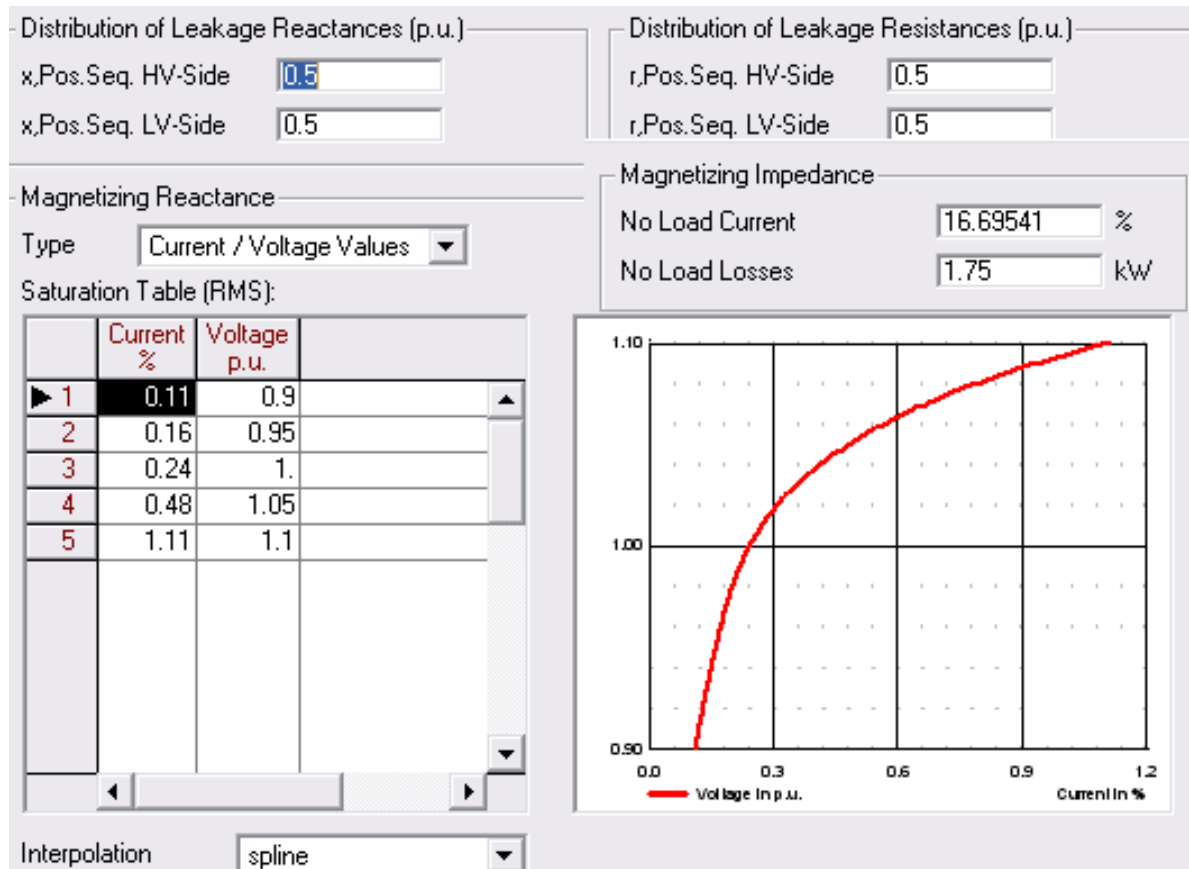 Distribution of Leakage Reactances (p.u.)
x,Pos.Seq. HV-Side 0.5
x,Pos.Seq. LV-Side 0.5
Distribution of Leakage Resistances (p.u.)
r,Pos.Seq. HV-Side 0.5
r,Pos.Seq. LV-Side 0.5
Magnetizing Impedance
No Load Current 16.69541 %
No Load Losses 1.75 kW
Magnetizing Reactance
Type Current / Voltage Values
Saturation Table (RMS):
Current Voltage
% p.u.
1 0.11 0.9
2 0.16 0.95
3 0.24 1.
4 0.48 1.05
5 1.11 1.1
1.10
1.00
0.90
0.0 0.3 0.6 0.9 1.2
Voltage in p.u. Current in %
Interpolation spline